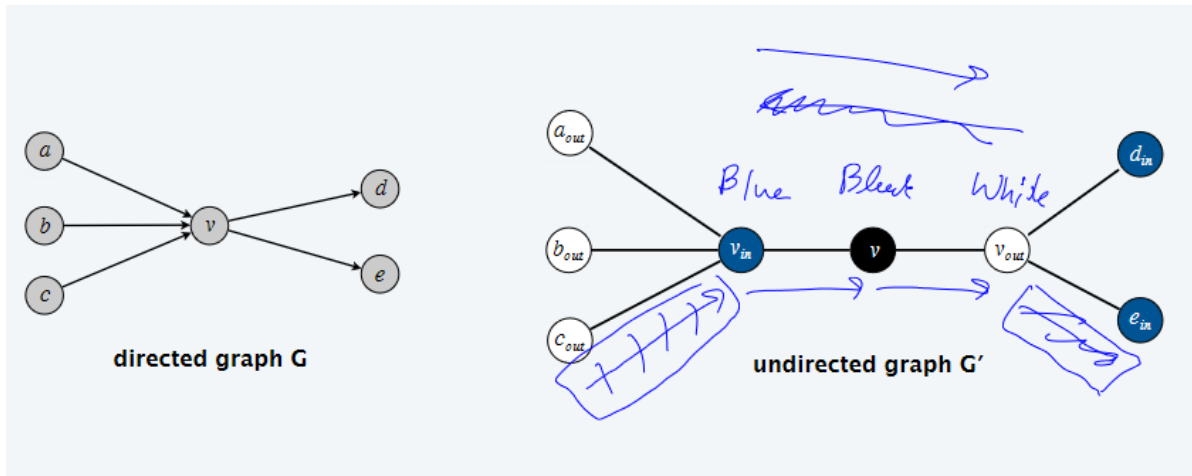 a
b
c
v
d
e
directed graph G
a_out
b_out
c_out
Blue Black White
v_in
v
v_out
d_in
e_in
undirected graph G′